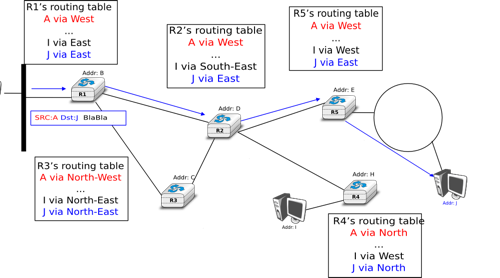 R1's routing table
A via West
...
I via East
J via East
R2's routing table
A via West
...
I via South-East
J via East
R5's routing table
A via West
...
I via West
J via East
Addr: B
R1
SRC:A Dst:J BlaBla
Addr: D
R2
Addr: E
R5
R3's routing table
A via North-West
...
I via North-East
J via North-East
Addr: C
R3
Addr: H
R4
Addr: I
Addr: J
R4's routing table
A via North
...
I via West
J via North